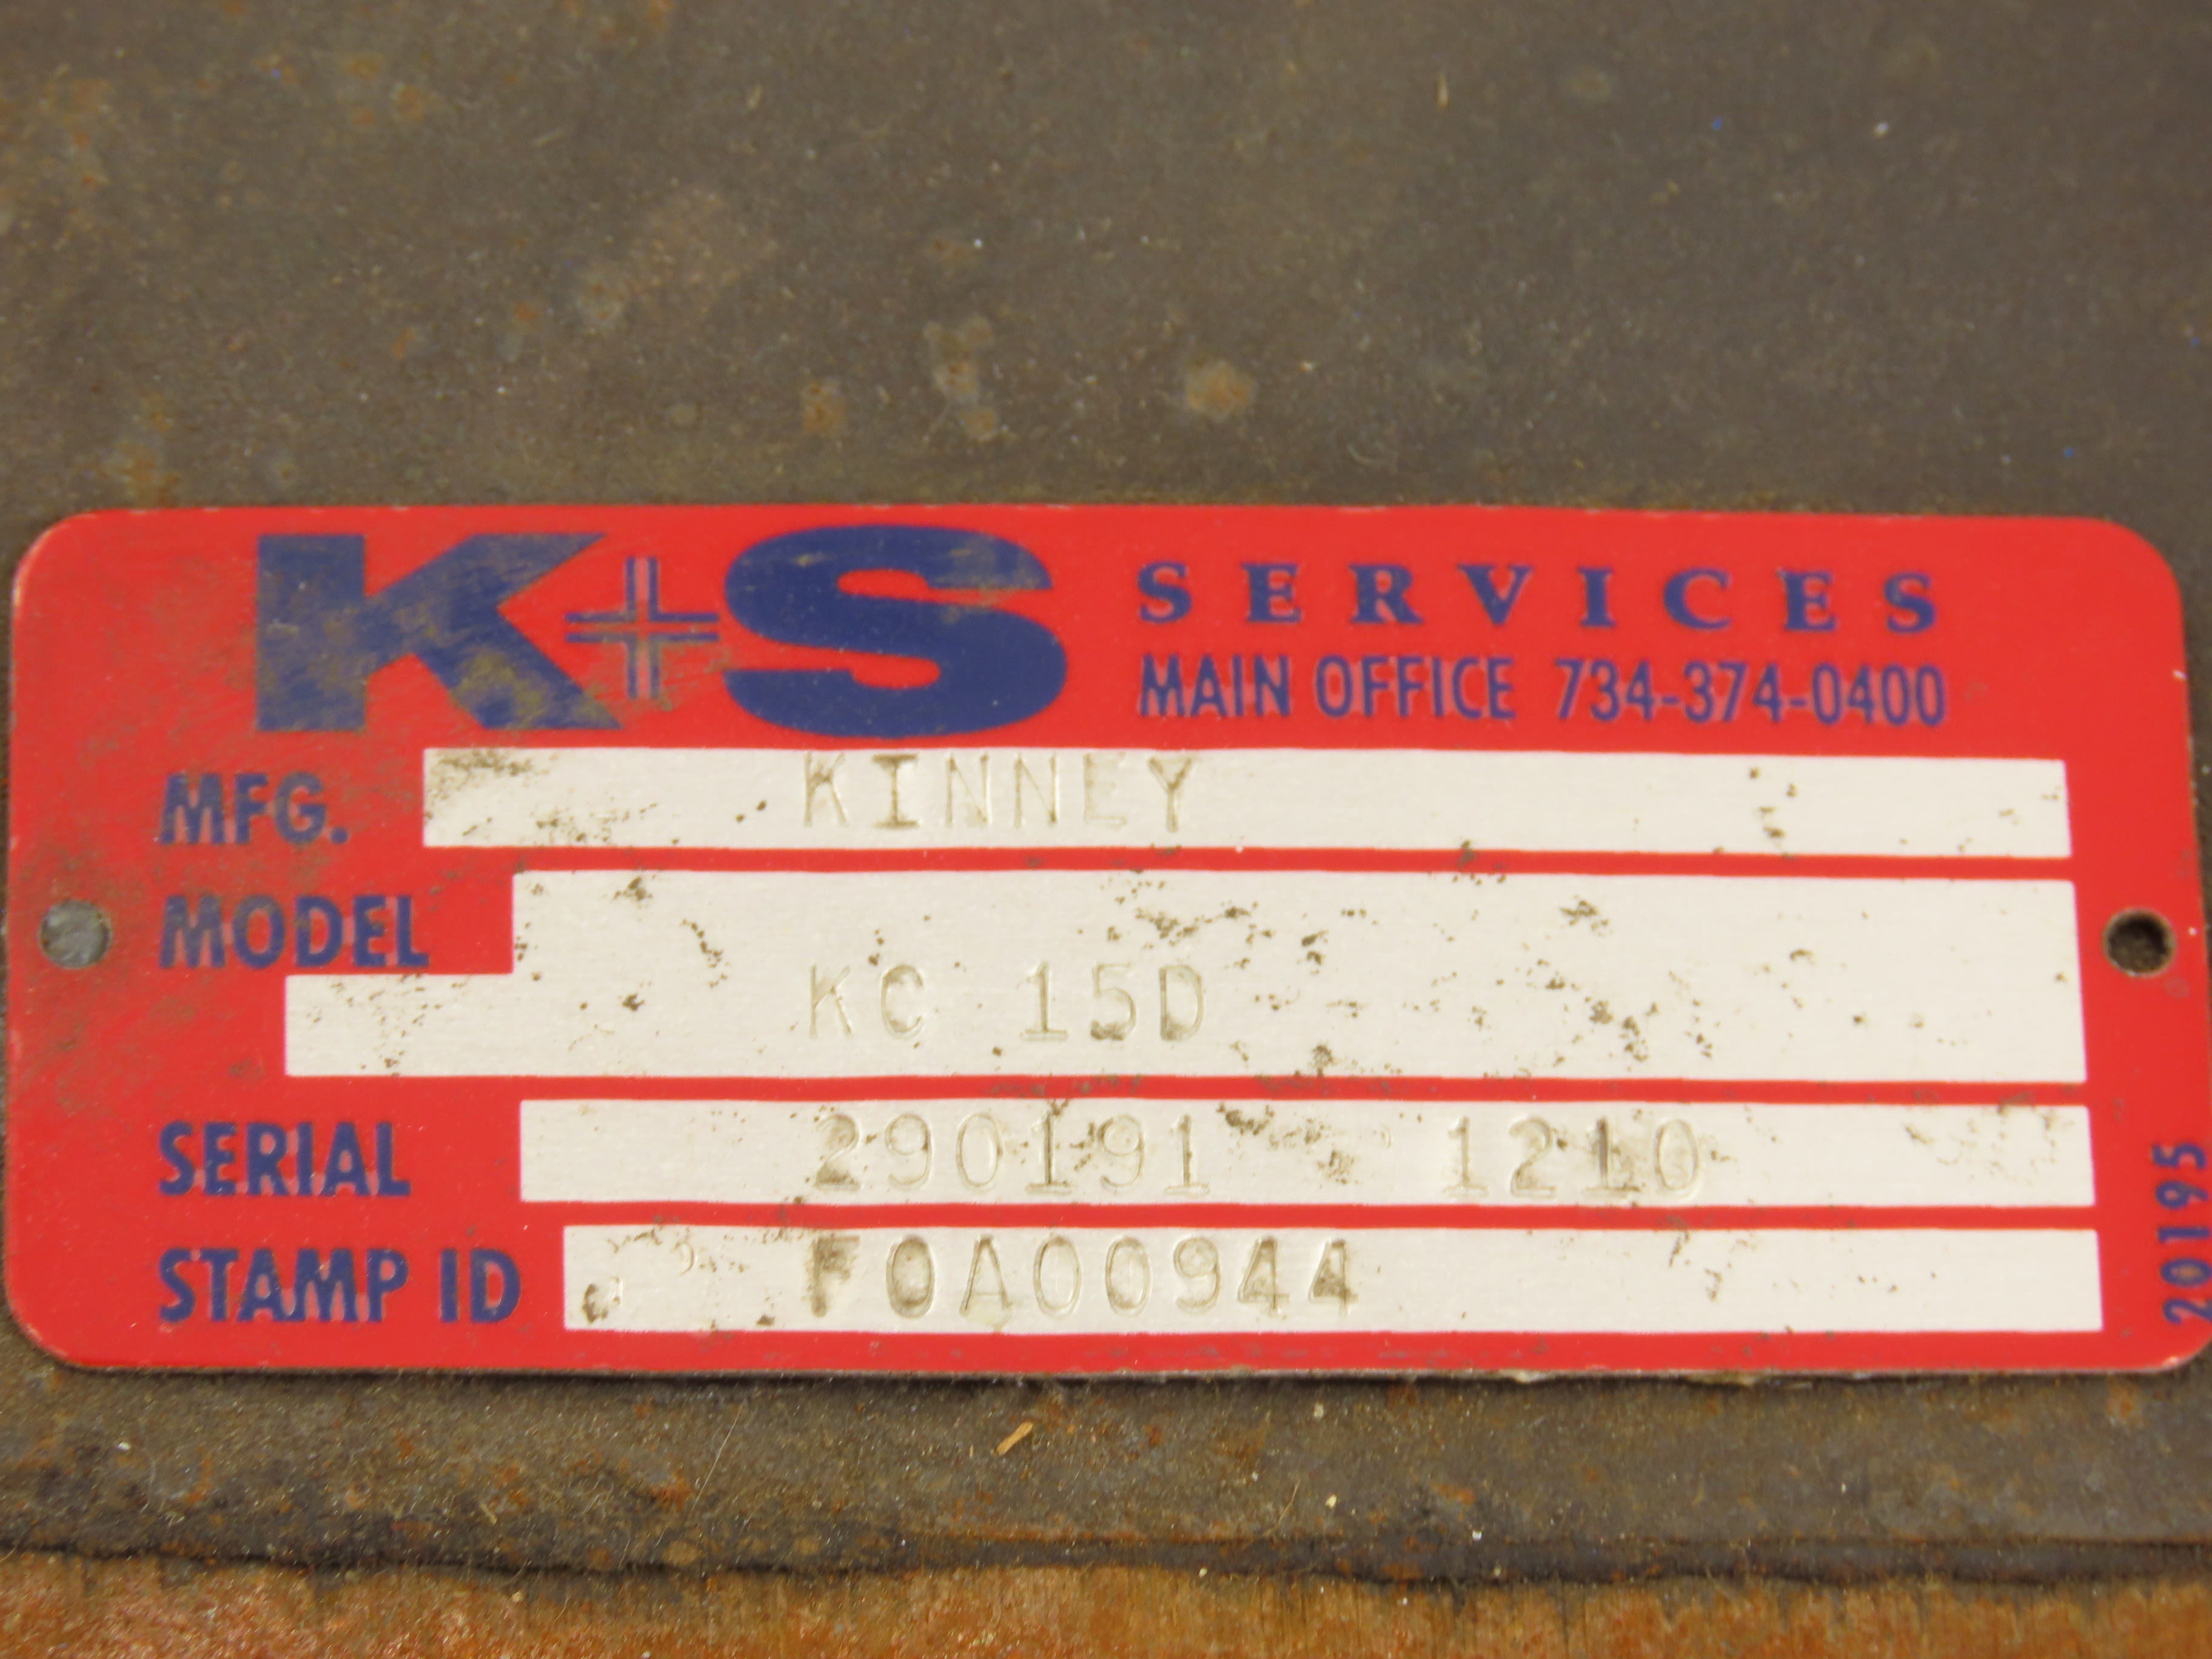 K+S SERVICES
MAIN OFFICE 734-374-0400
MFG. KINNEY
MODEL
KC 15D
SERIAL 290191 1210
STAMP ID F0A00944
20195